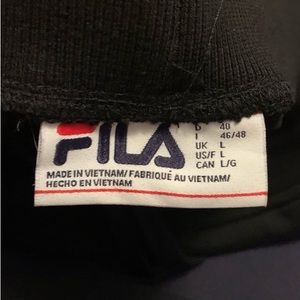 FILA
D 40
I 46/48
UK L
US/F L
CAN L/G
MADE IN VIETNAM/ FABRIQUÉ AU VIETNAM/
HECHO EN VIETNAM